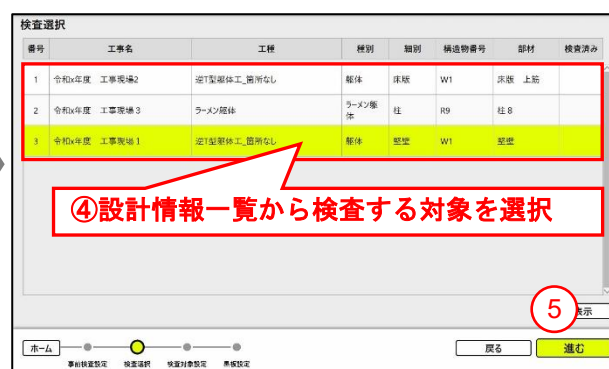 検査選択
番号 工事名 工種 種別 細別 構造物番号 部材 検査済み
1 令和x年度 工事現場2 逆T型躯体工_箇所なし 躯体 床版 W1 床版 上筋
2 令和x年度 工事現場3 ラーメン躯体 ラーメン躯体 柱 R9 柱8
3 令和x年度 工事現場1 逆T型躯体工_箇所なし 躯体 竪壁 W1 竪壁
④設計情報一覧から検査する対象を選択
5 表示
ホーム 戻る 進む
事前検査設定 検査選択 検査対象設定 黒板設定